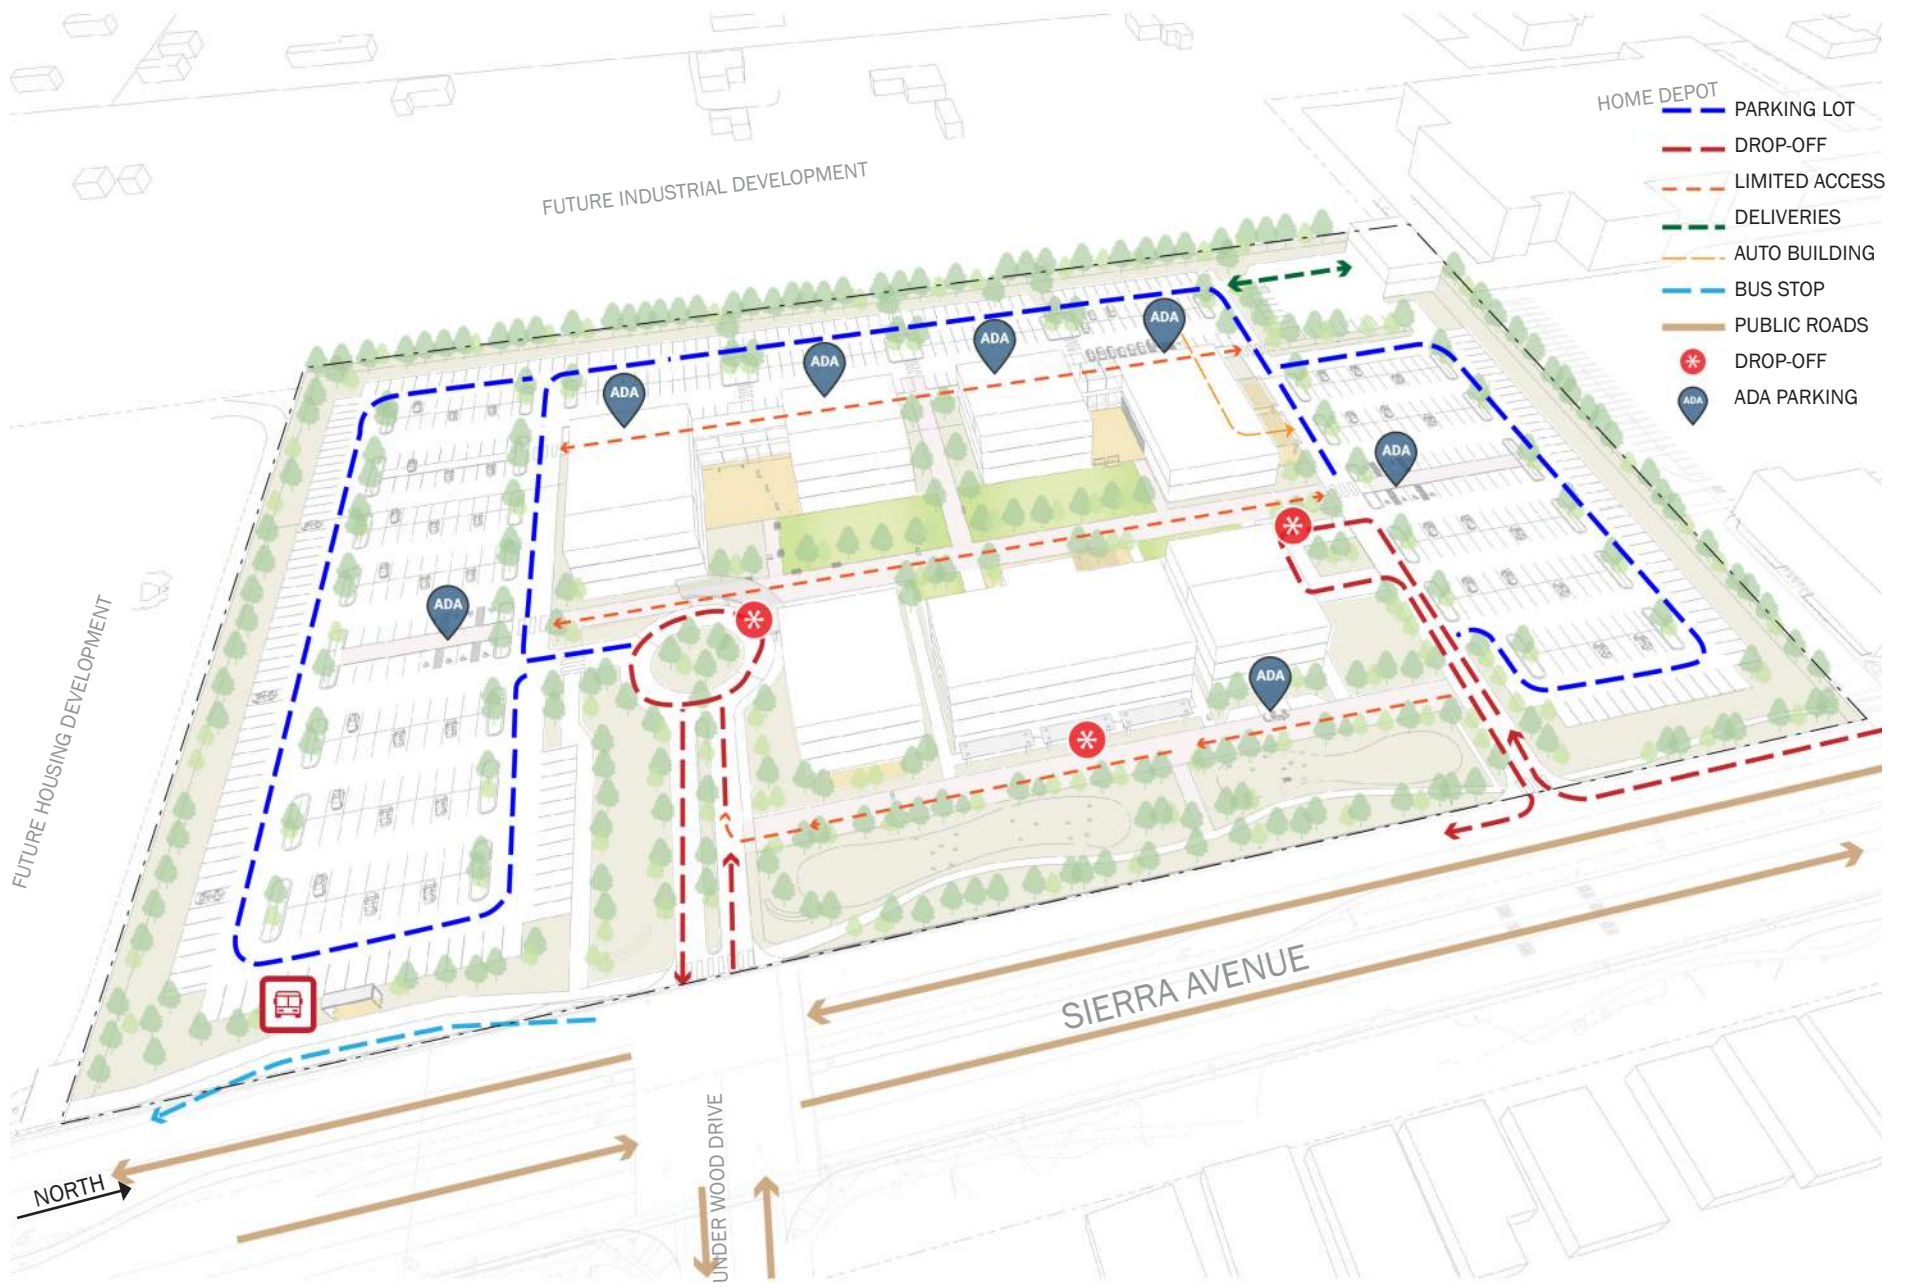 HOME DEPOT
PARKING LOT
DROP-OFF
LIMITED ACCESS
DELIVERIES
AUTO BUILDING
BUS STOP
PUBLIC ROADS
DROP-OFF
ADA
ADA PARKING
FUTURE INDUSTRIAL DEVELOPMENT
ADA
ADA
ADA
ADA
ADA
ADA
ADA
FUTURE HOUSING DEVELOPMENT
SIERRA AVENUE
UNDER WOOD DRIVE
NORTH